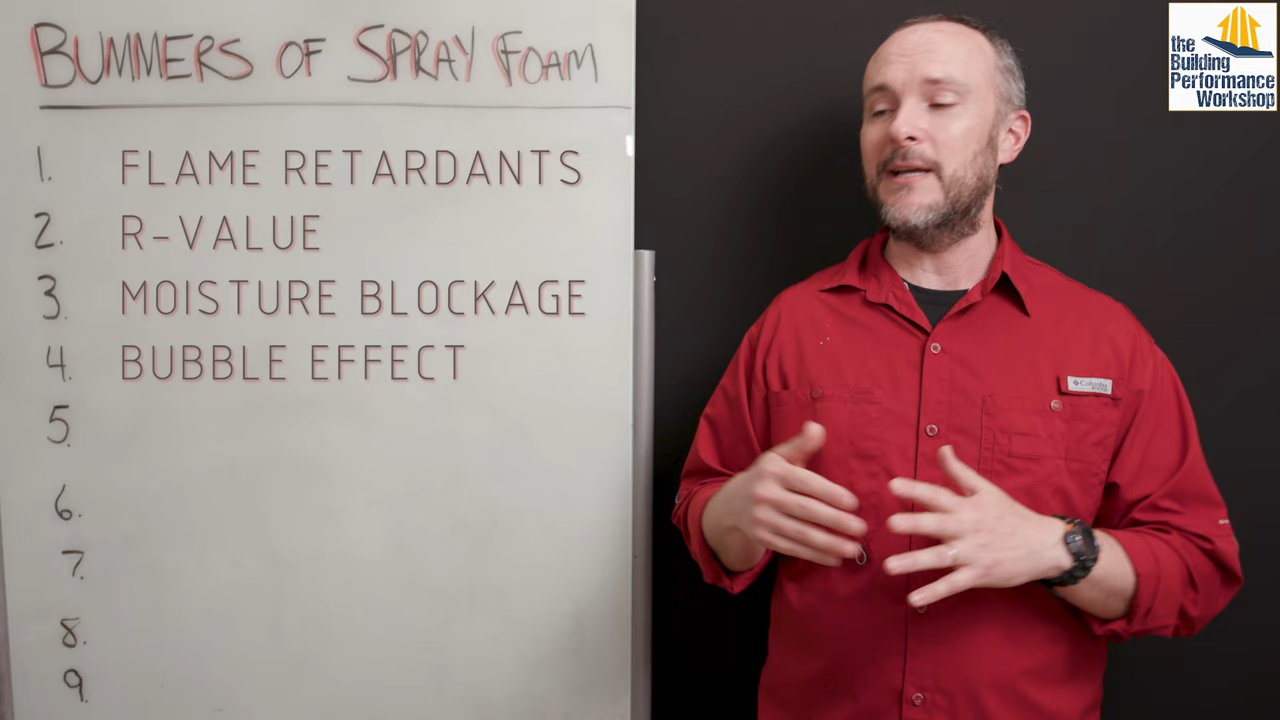 BUMMERS OF SPRAY FOAM
1. FLAME RETARDANTS
2. R-VALUE
3. MOISTURE BLOCKAGE
4. BUBBLE EFFECT
5.
6.
7.
8.
9.
the
Building
Performance
Workshop
Columbia